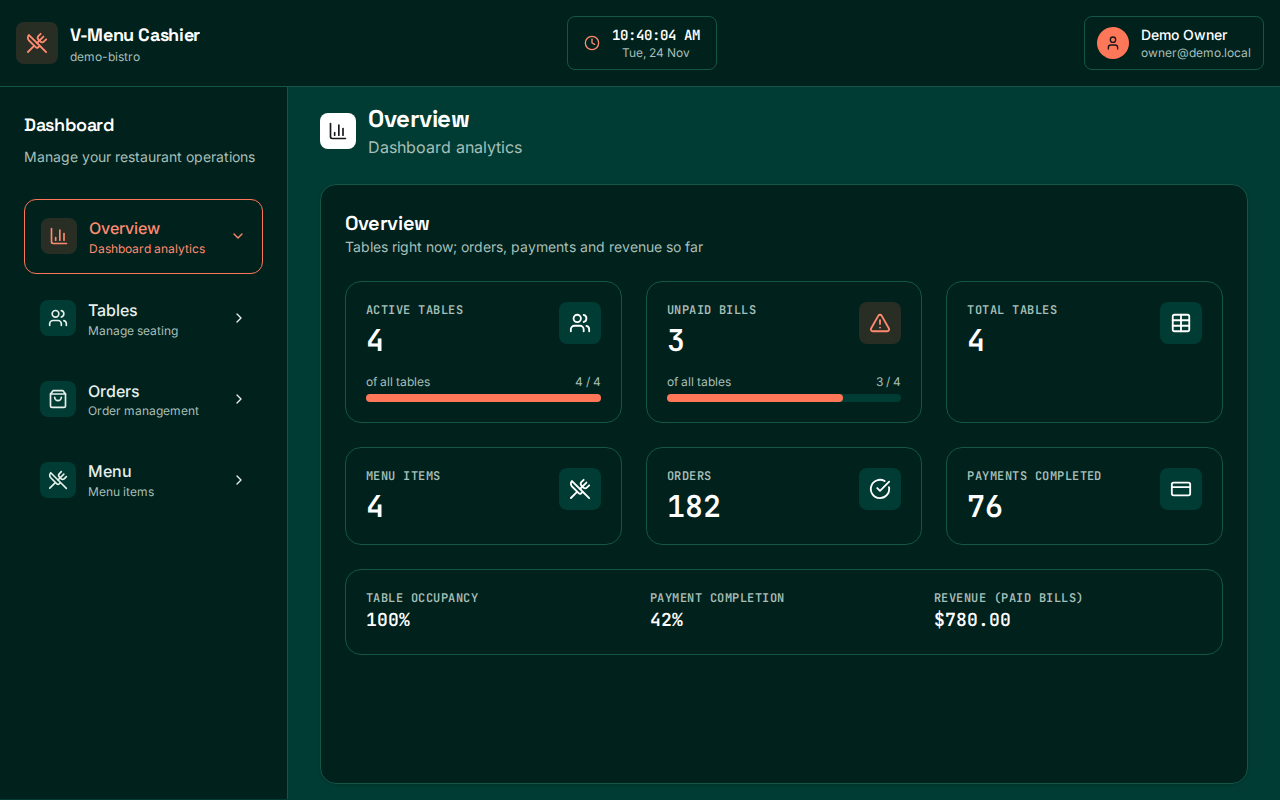 V-Menu Cashier
demo-bistro
10:40:04 AM
Tue, 24 Nov
Demo Owner
owner@demo.local
Dashboard
Manage your restaurant operations
Overview
Dashboard analytics
Tables
Manage seating
Orders
Order management
Menu
Menu items
Overview
Dashboard analytics
Overview
Tables right now; orders, payments and revenue so far
ACTIVE TABLES
4
of all tables 4 / 4
UNPAID BILLS
3
of all tables 3 / 4
TOTAL TABLES
4
MENU ITEMS
4
ORDERS
182
PAYMENTS COMPLETED
76
TABLE OCCUPANCY
100%
PAYMENT COMPLETION
42%
REVENUE (PAID BILLS)
$780.00